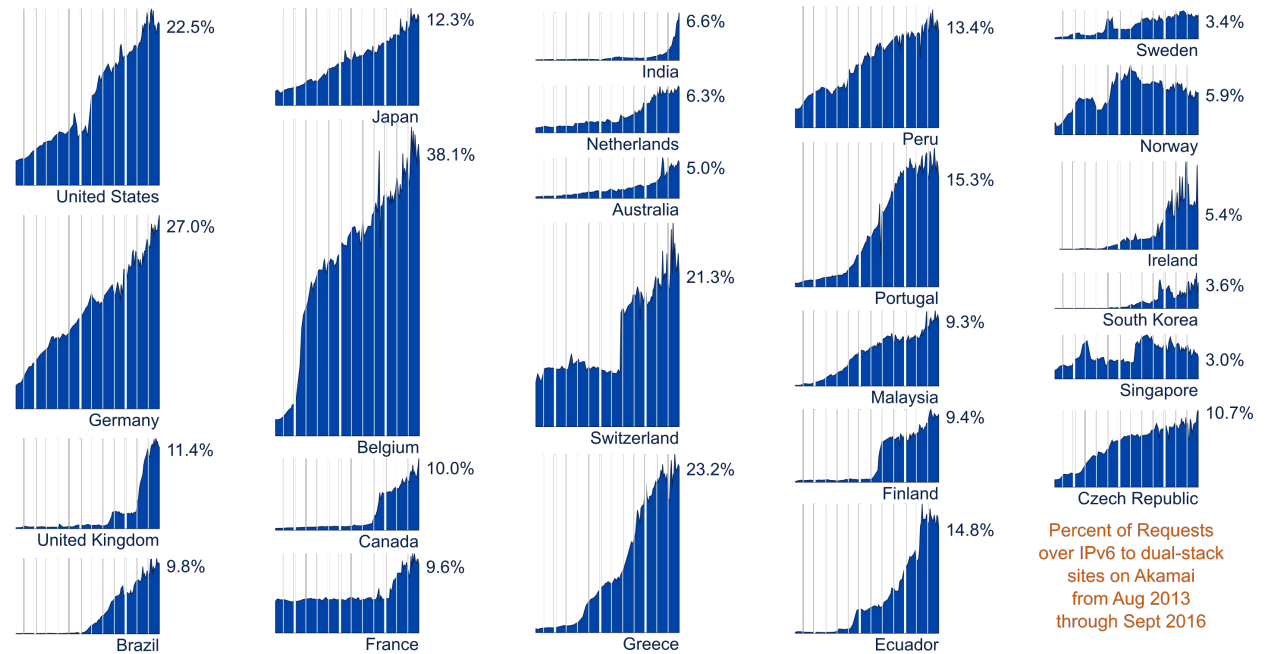 22.5%
United States
27.0%
Germany
11.4%
United Kingdom
9.8%
Brazil
12.3%
Japan
38.1%
Belgium
10.0%
Canada
9.6%
France
6.6%
India
6.3%
Netherlands
5.0%
Australia
21.3%
Switzerland
23.2%
Greece
13.4%
Peru
15.3%
Portugal
9.3%
Malaysia
9.4%
Finland
14.8%
Ecuador
3.4%
Sweden
5.9%
Norway
5.4%
Ireland
3.6%
South Korea
3.0%
Singapore
10.7%
Czech Republic
Percent of Requests
over IPv6 to dual-stack
sites on Akamai
from Aug 2013
through Sept 2016